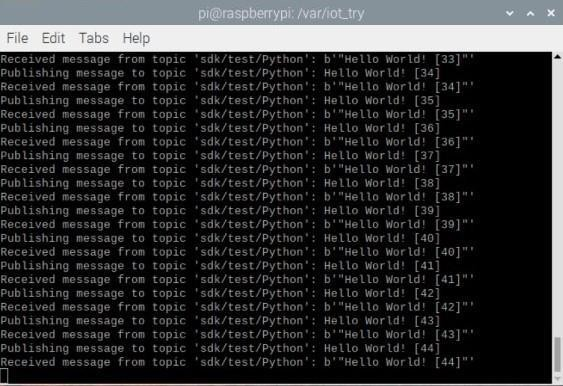 pi@raspberrypi: /var/iot_try
File Edit Tabs Help
Received message from topic 'sdk/test/Python': b'"Hello World! [33]"'
Publishing message to topic 'sdk/test/Python': Hello World! [34]
Received message from topic 'sdk/test/Python': b'"Hello World! [34]"'
Publishing message to topic 'sdk/test/Python': Hello World! [35]
Received message from topic 'sdk/test/Python': b'"Hello World! [35]"'
Publishing message to topic 'sdk/test/Python': Hello World! [36]
Received message from topic 'sdk/test/Python': b'"Hello World! [36]"'
Publishing message to topic 'sdk/test/Python': Hello World! [37]
Received message from topic 'sdk/test/Python': b'"Hello World! [37]"'
Publishing message to topic 'sdk/test/Python': Hello World! [38]
Received message from topic 'sdk/test/Python': b'"Hello World! [38]"'
Publishing message to topic 'sdk/test/Python': Hello World! [39]
Received message from topic 'sdk/test/Python': b'"Hello World! [39]"'
Publishing message to topic 'sdk/test/Python': Hello World! [40]
Received message from topic 'sdk/test/Python': b'"Hello World! [40]"'
Publishing message to topic 'sdk/test/Python': Hello World! [41]
Received message from topic 'sdk/test/Python': b'"Hello World! [41]"'
Publishing message to topic 'sdk/test/Python': Hello World! [42]
Received message from topic 'sdk/test/Python': b'"Hello World! [42]"'
Publishing message to topic 'sdk/test/Python': Hello World! [43]
Received message from topic 'sdk/test/Python': b'"Hello World! [43]"'
Publishing message to topic 'sdk/test/Python': Hello World! [44]
Received message from topic 'sdk/test/Python': b'"Hello World! [44]"'